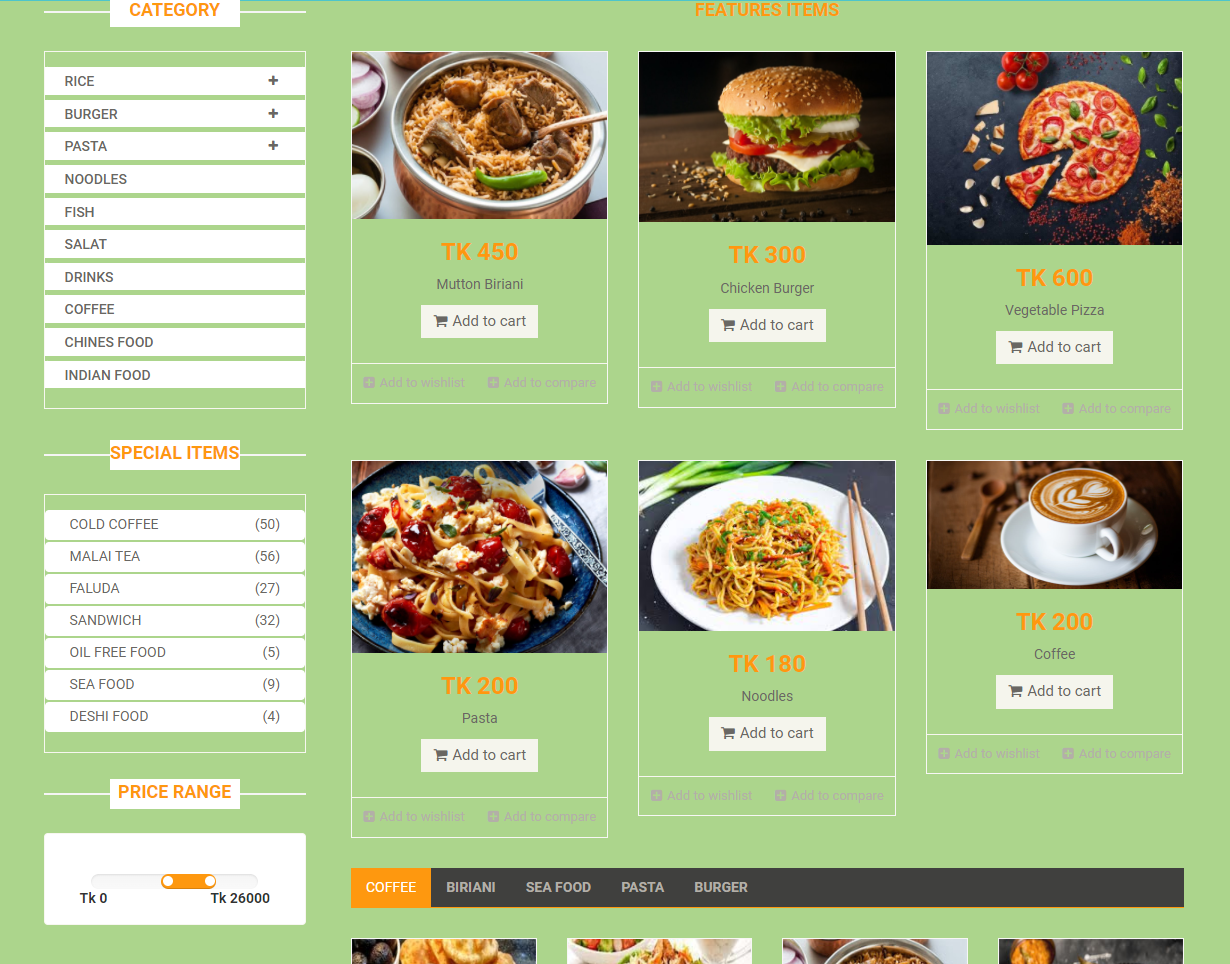 CATEGORY
RICE
BURGER
PASTA
NOODLES
FISH
SALAT
DRINKS
COFFEE
CHINES FOOD
INDIAN FOOD
SPECIAL ITEMS
COLD COFFEE (50)
MALAI TEA (56)
FALUDA (27)
SANDWICH (32)
OIL FREE FOOD (5)
SEA FOOD (9)
DESHI FOOD (4)
PRICE RANGE
Tk 0 Tk 26000
FEATURES ITEMS
TK 450
Mutton Biriani
Add to cart
Add to wishlist Add to compare
TK 300
Chicken Burger
Add to cart
Add to wishlist Add to compare
TK 600
Vegetable Pizza
Add to cart
Add to wishlist Add to compare
TK 200
Pasta
Add to cart
Add to wishlist Add to compare
TK 180
Noodles
Add to cart
Add to wishlist Add to compare
TK 200
Coffee
Add to cart
Add to wishlist Add to compare
COFFEE BIRIANI SEA FOOD PASTA BURGER